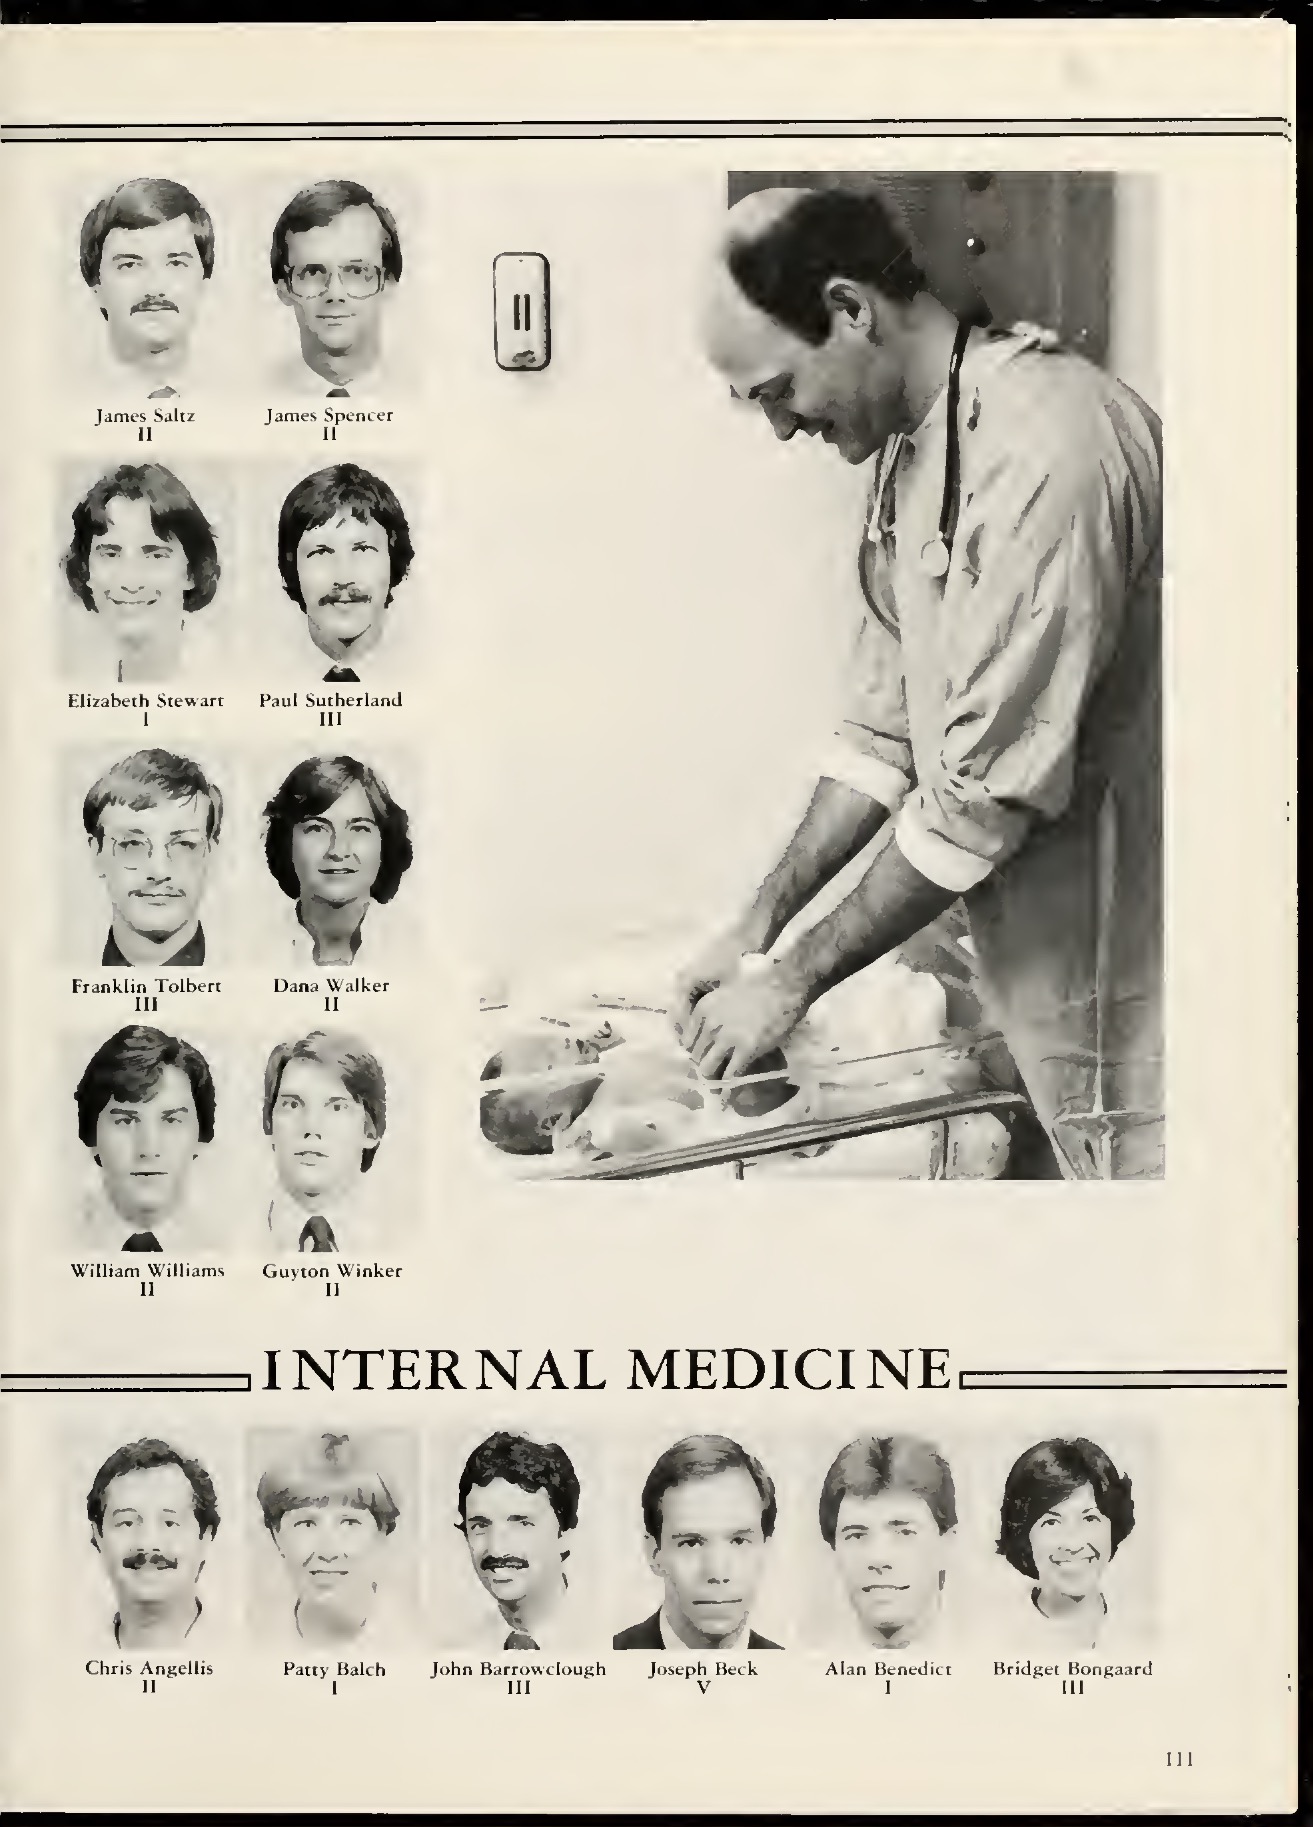 James Saltz
II
James Spencer
II
Elizabeth Stewart
I
Paul Sutherland
III
Franklin Tolbert
III
Dana Walker
II
William Williams
II
Guyton Winker
II
INTERNAL MEDICINE
Chris Angellis
II
Patty Balch
I
John Barrowclough
III
Joseph Beck
V
Alan Benedict
I
Bridget Bongaard
III
111